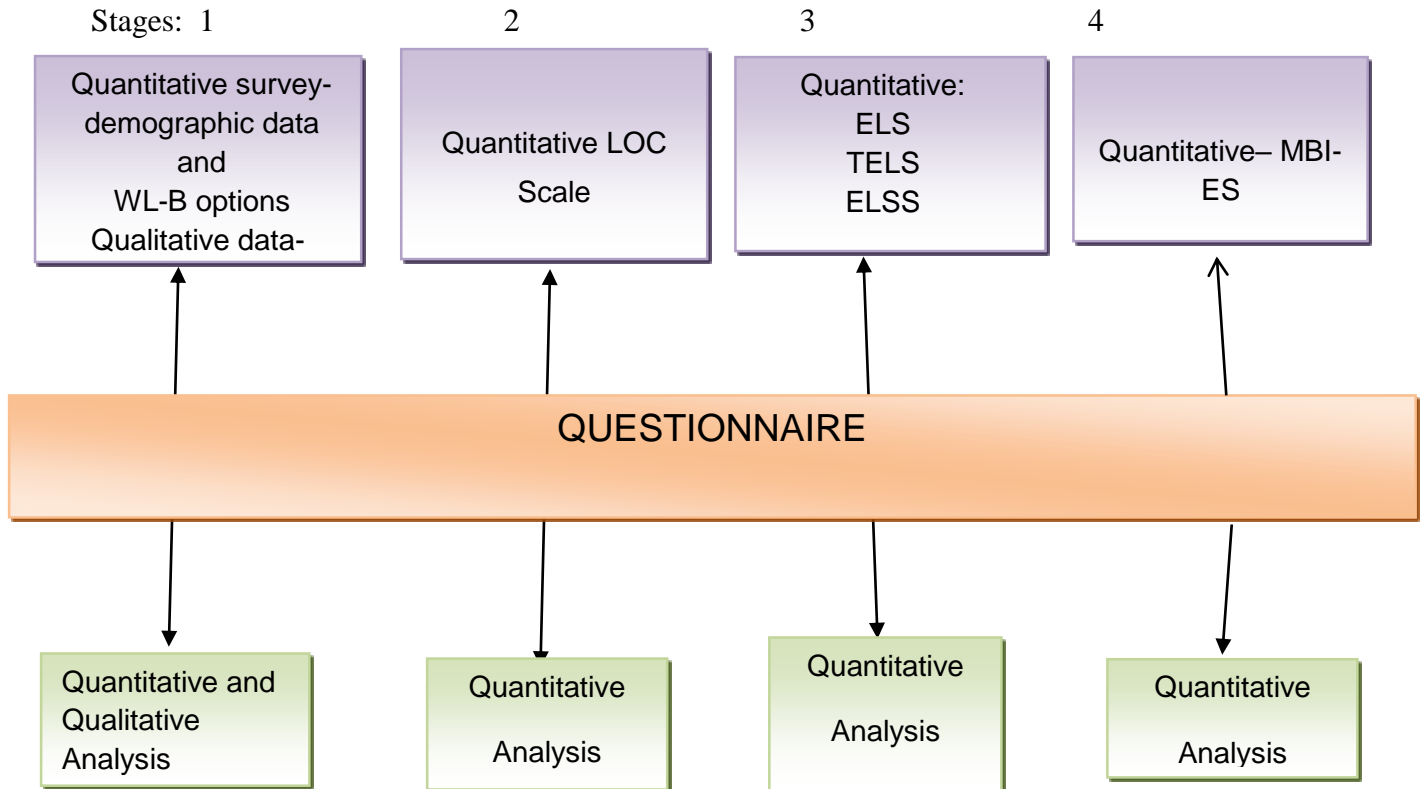 Stages: 1 2 3 4
Quantitative survey-
demographic data
and
WL-B options
Qualitative data-
Quantitative LOC
Scale
Quantitative:
ELS
TELS
ELSS
Quantitative– MBI-
ES
QUESTIONNAIRE
Quantitative and
Qualitative
Analysis
Quantitative
Analysis
Quantitative
Analysis
Quantitative
Analysis